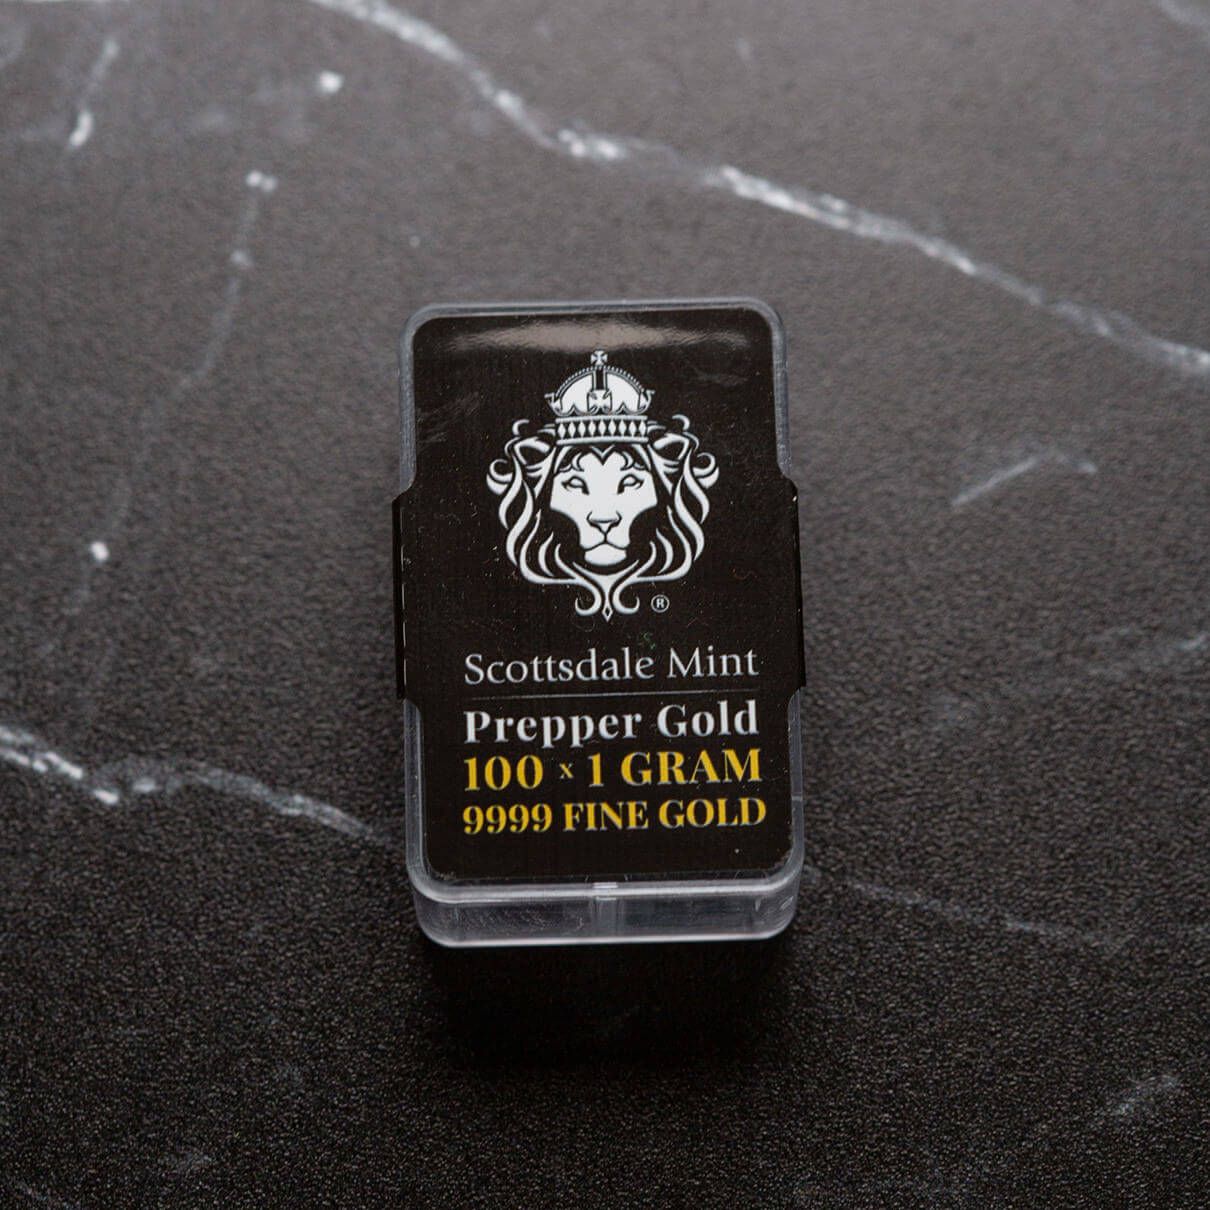 ®
Scottsdale Mint
Prepper Gold
100 x 1 GRAM
9999 FINE GOLD